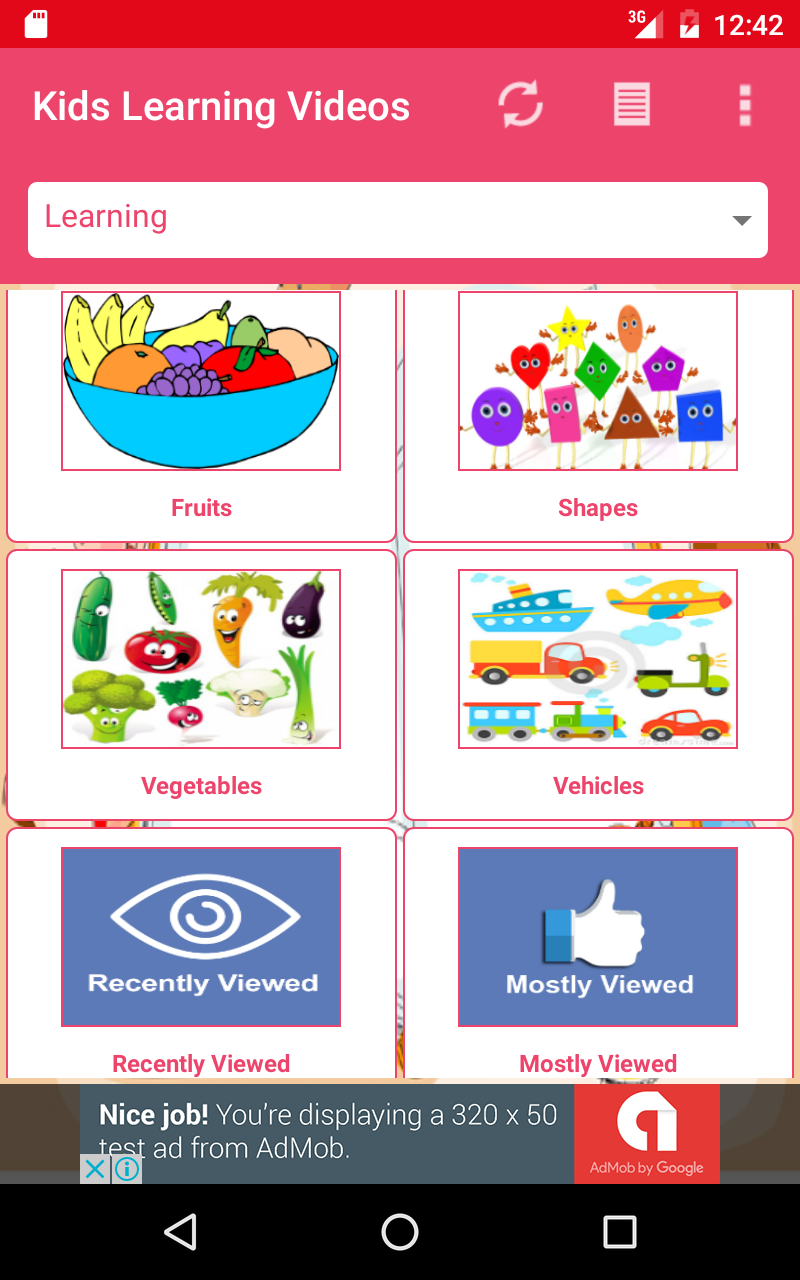 3G 12:42
Kids Learning Videos
Learning
Fruits
Shapes
Vegetables
Vehicles
Recently Viewed
Mostly Viewed
Recently Viewed
Mostly Viewed
Nice job! You're displaying a 320 x 50
test ad from AdMob.
AdMob by Google